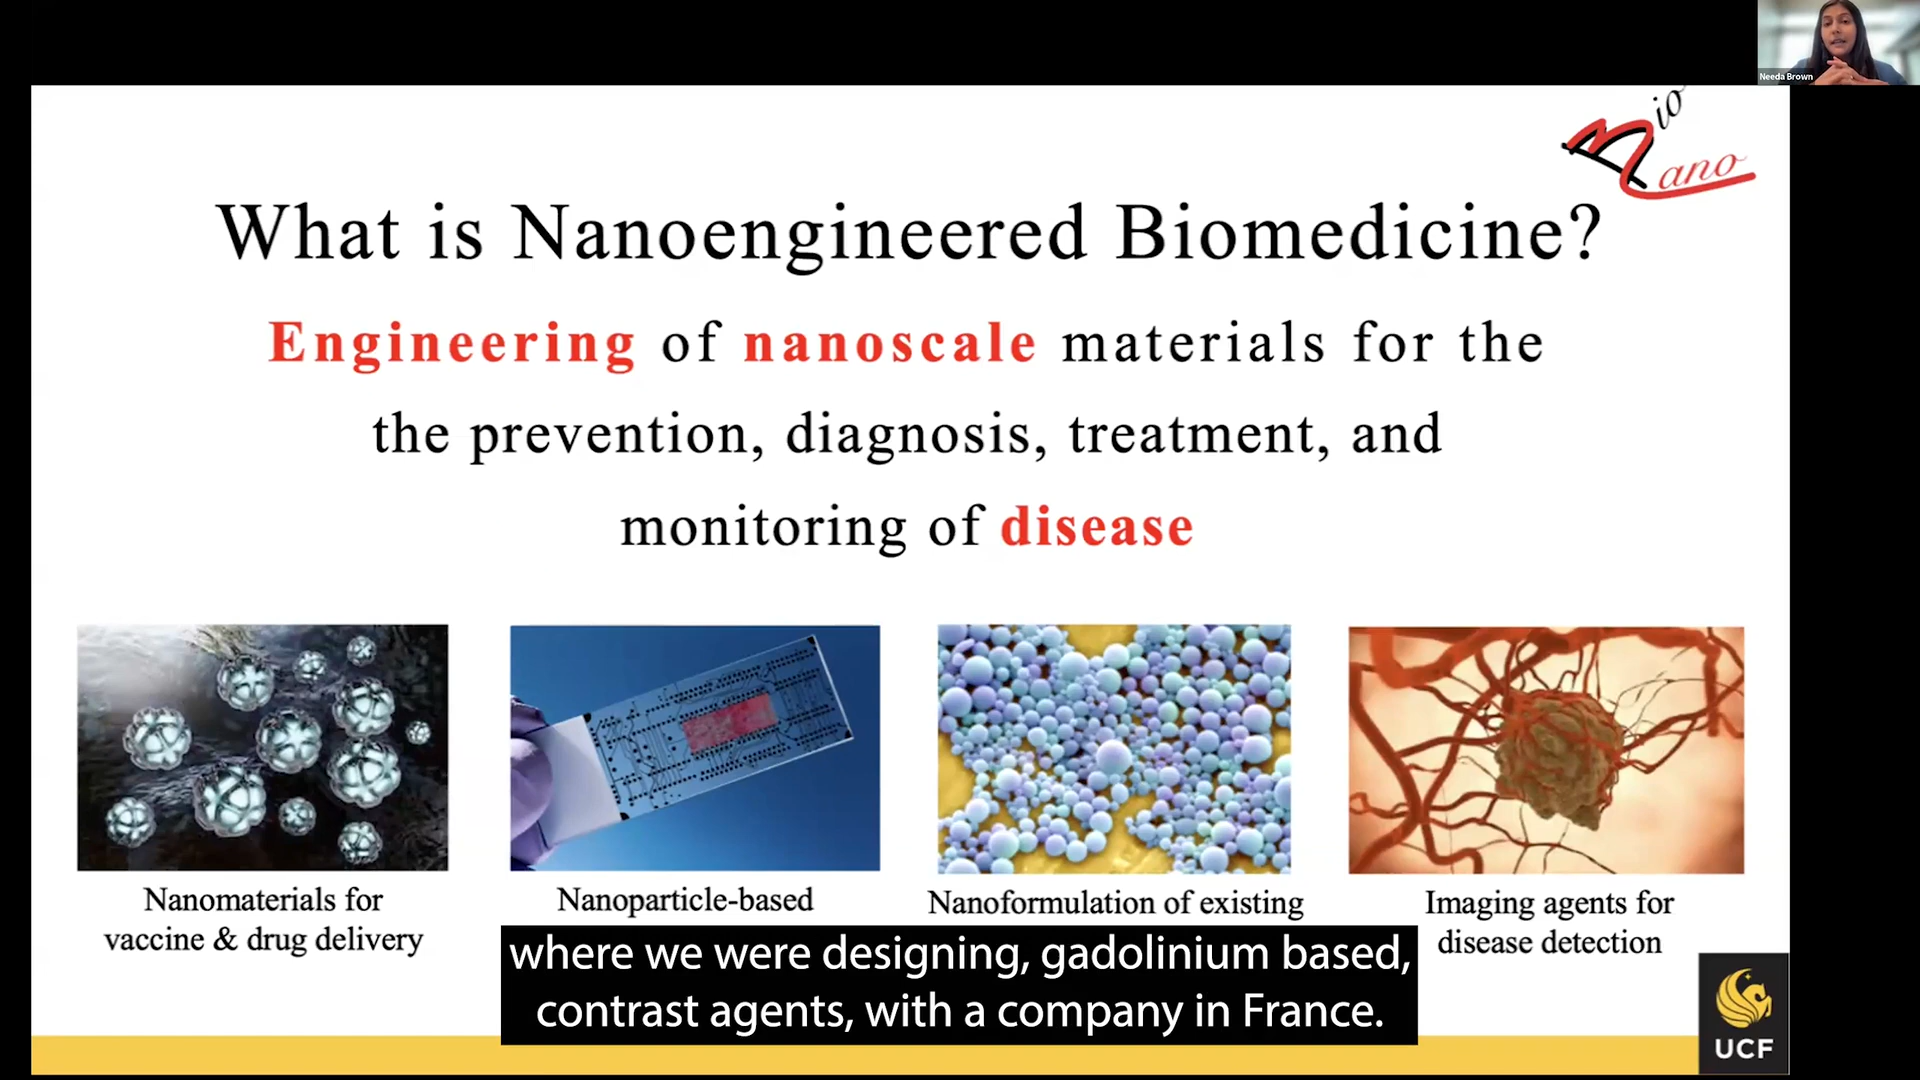 Needa Brown
io
nano
What is Nanoengineered Biomedicine?
Engineering of nanoscale materials for the
the prevention, diagnosis, treatment, and
monitoring of disease
Nanomaterials for
vaccine & drug delivery
Nanoparticle-based
Nanoformulation of existing
Imaging agents for
disease detection
where we were designing, gadolinium based,
contrast agents, with a company in France.
UCF